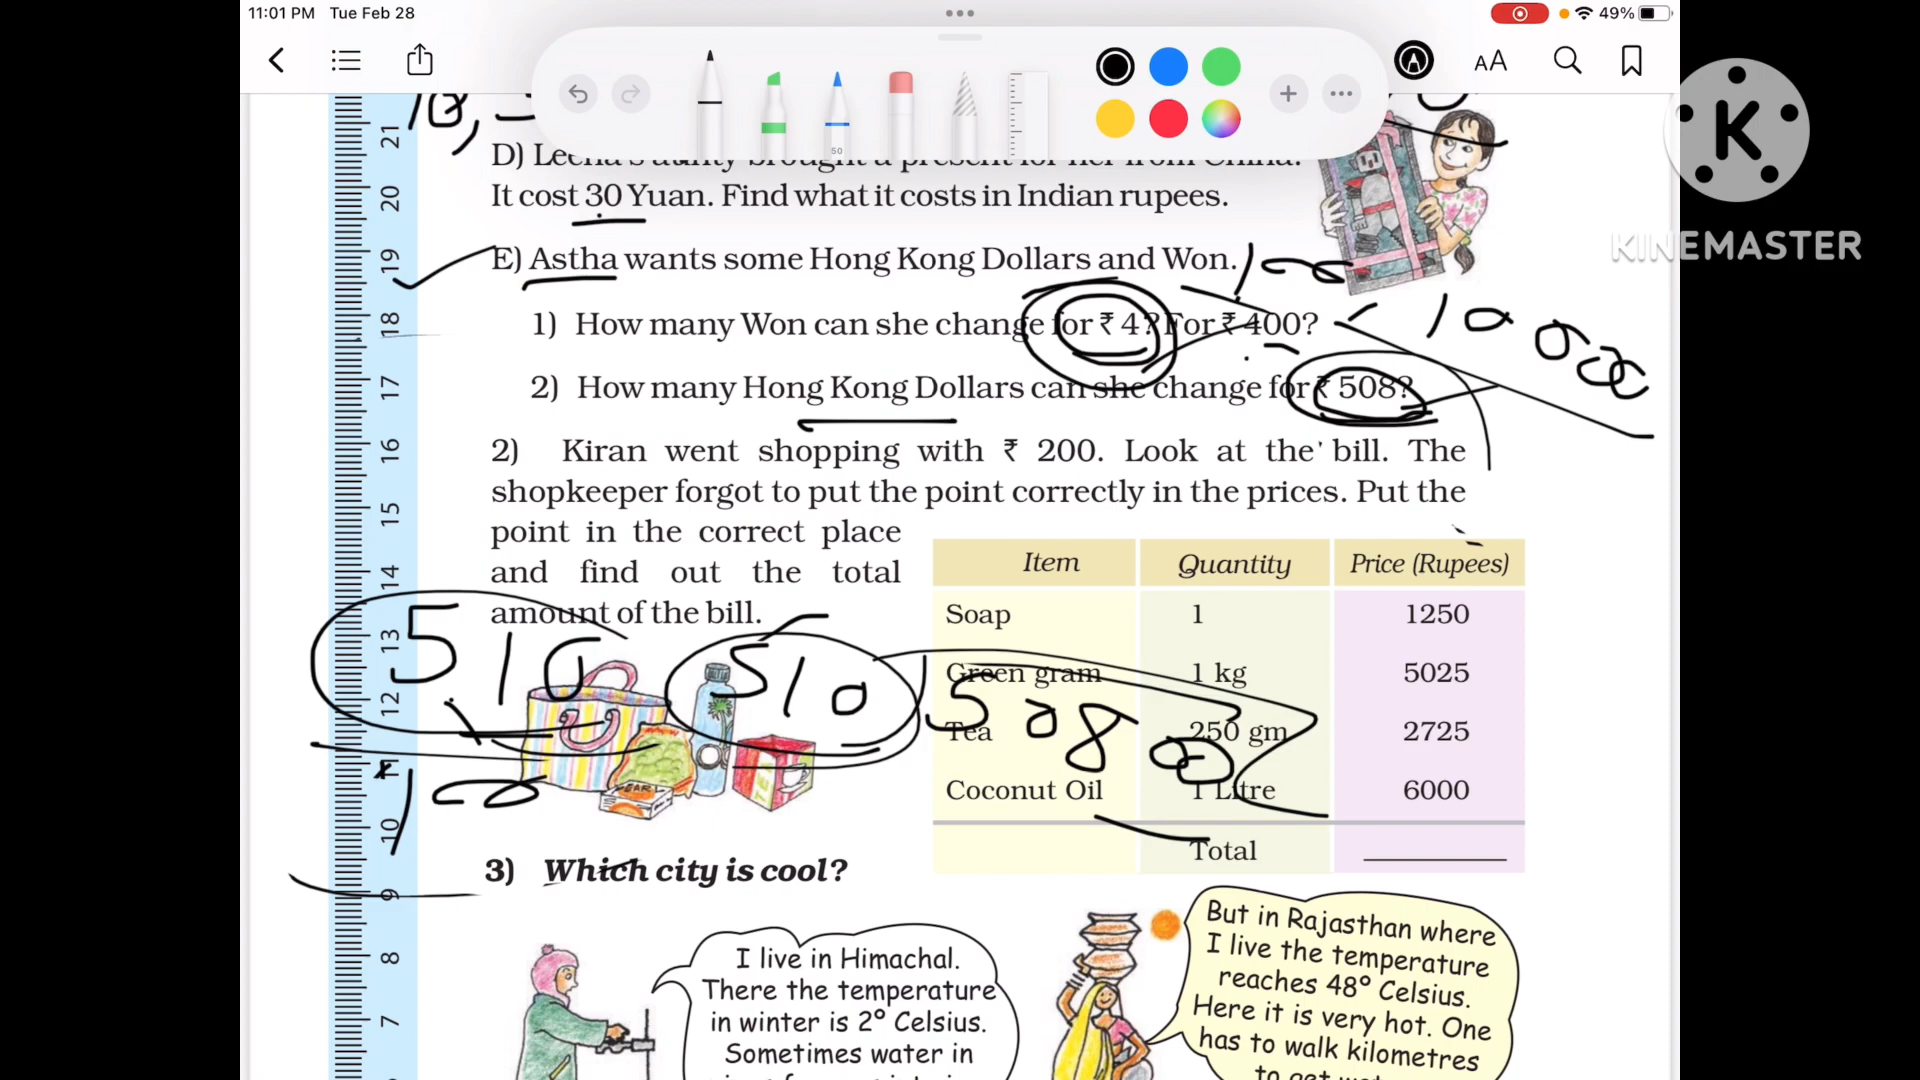 11:01 PM Tue Feb 28
49%
AA
50
K
KINEMASTER
It cost 30 Yuan. Find what it costs in Indian rupees.
E) Astha wants some Hong Kong Dollars and Won.
100
1) How many Won can she change for ₹ 4? For ₹ 400?
2) How many Hong Kong Dollars can she change for ₹ 508?
2) Kiran went shopping with ₹ 200. Look at the bill. The
shopkeeper forgot to put the point correctly in the prices. Put the
point in the correct place
and find out the total
amount of the bill.
Item Quantity Price (Rupees)
Soap 1 1250
Green gram 1 kg 5025
Tea 250 gm 2725
Coconut Oil 1 Litre 6000
Total
510
510
50800
100
3) Which city is cool?
I live in Himachal.
There the temperature
in winter is 2° Celsius.
Sometimes water in
But in Rajasthan where
I live the temperature
reaches 48° Celsius.
Here it is very hot. One
has to walk kilometres
21
20
19
18
17
16
15
14
13
12
11
10
9
8
7